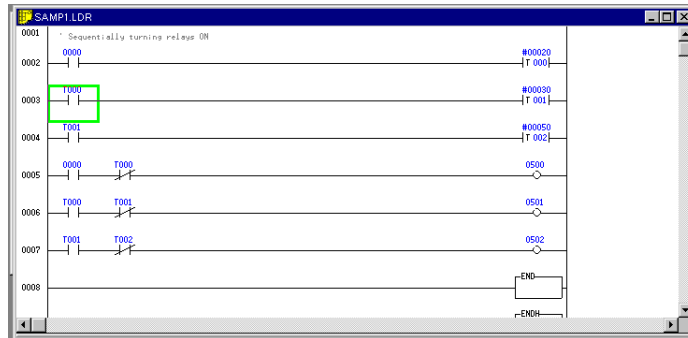 SAMP1.LDR
0001 ' Sequentially turning relays ON
0000 #00020
0002 T 000
T000 #00030
0003 T 001
T001 #00050
0004 T 002
0000 T000 0500
0005
T000 T001 0501
0006
T001 T002 0502
0007
END
0008
ENDH